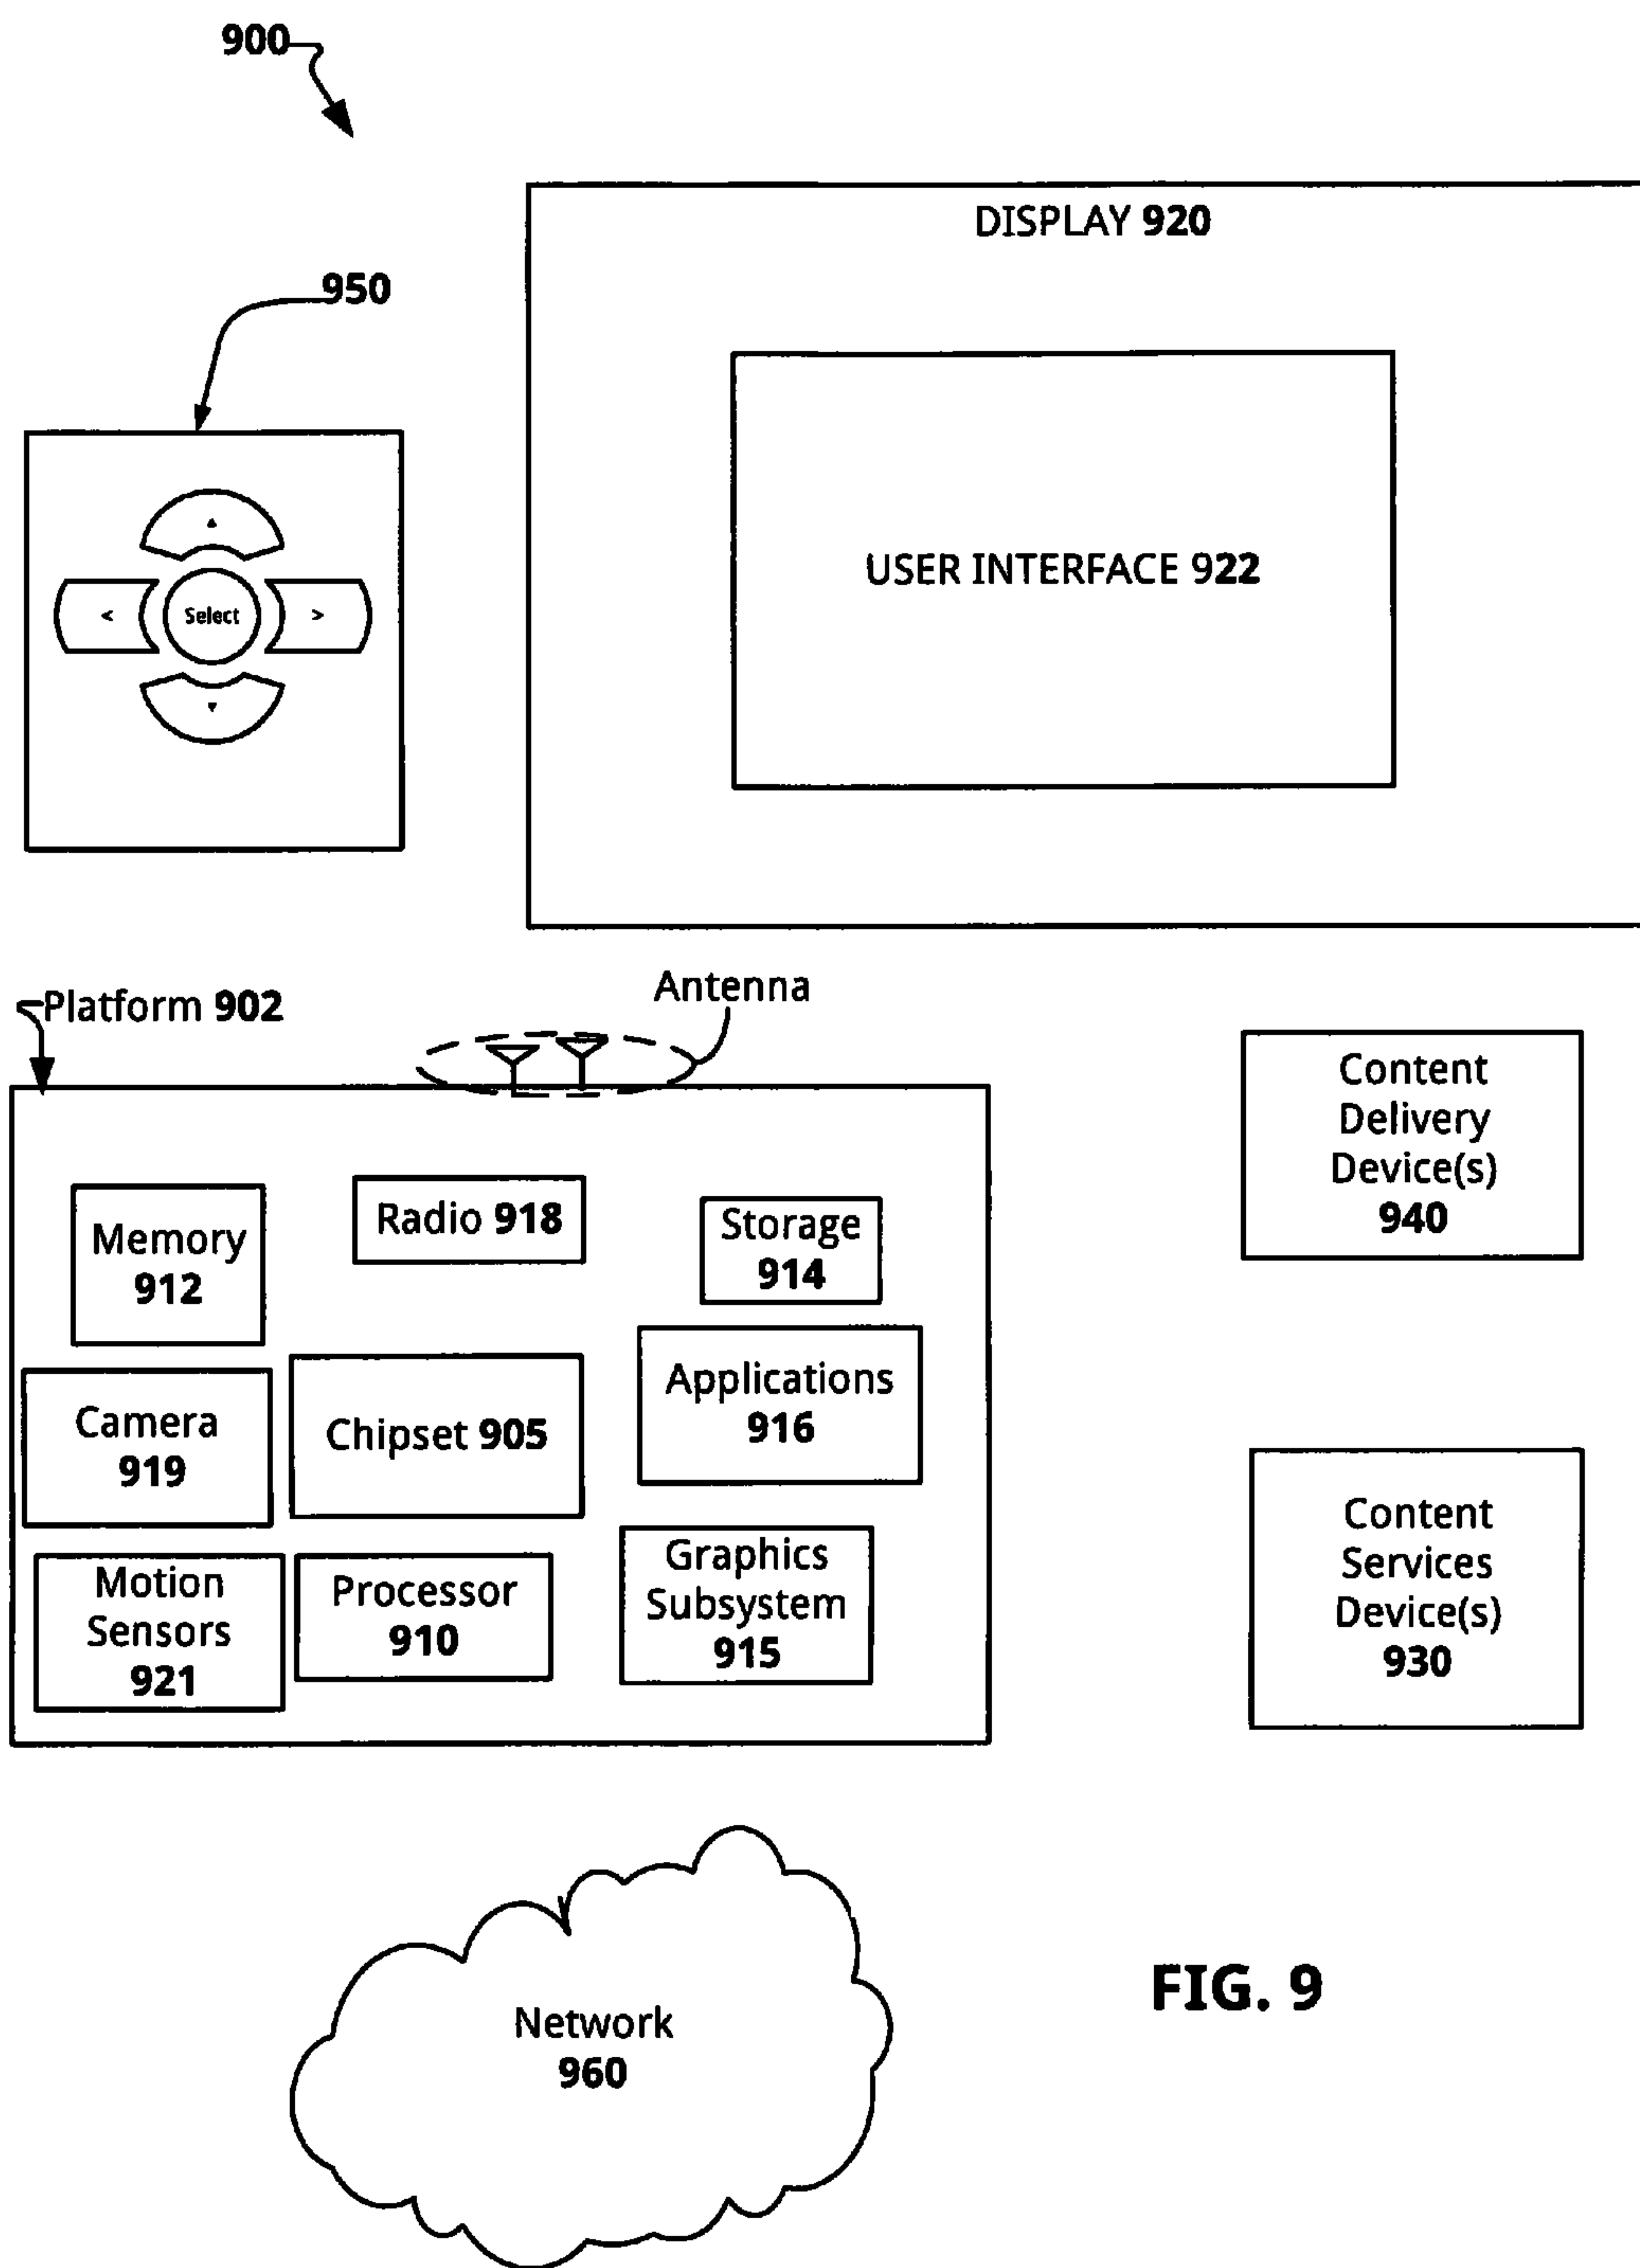 900
DISPLAY 920
950
USER INTERFACE 922
▲
< Select >
▼
Platform 902
Antenna
Memory
912
Radio 918
Storage
914
Camera
919
Chipset 905
Applications
916
Motion
Sensors
921
Processor
910
Graphics
Subsystem
915
Content
Delivery
Device(s)
940
Content
Services
Device(s)
930
Network
960
FIG. 9